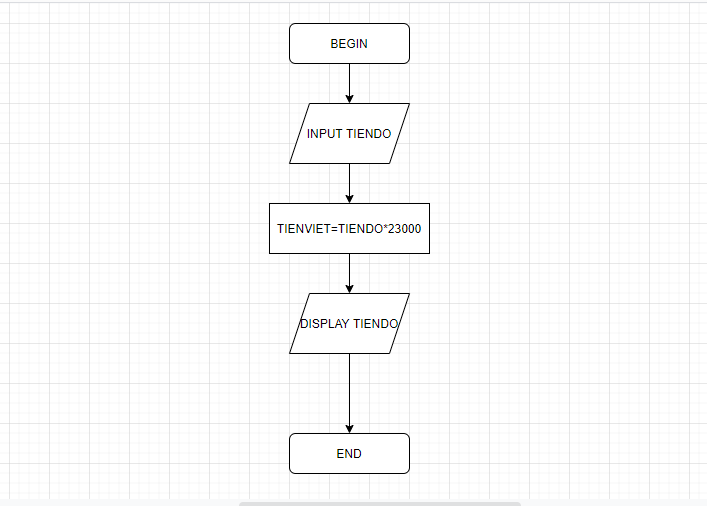 BEGIN
INPUT TIENDO
TIENVIET=TIENDO*23000
DISPLAY TIENDO
END